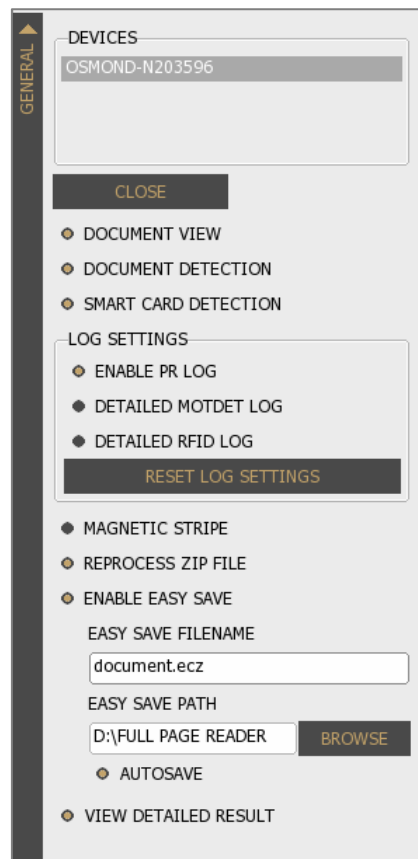 GENERAL
DEVICES
OSMOND-N203596
CLOSE
DOCUMENT VIEW
DOCUMENT DETECTION
SMART CARD DETECTION
LOG SETTINGS
ENABLE PR LOG
DETAILED MOTDET LOG
DETAILED RFID LOG
RESET LOG SETTINGS
MAGNETIC STRIPE
REPROCESS ZIP FILE
ENABLE EASY SAVE
EASY SAVE FILENAME
document.ecz
EASY SAVE PATH
D:\FULL PAGE READER BROWSE
AUTOSAVE
VIEW DETAILED RESULT